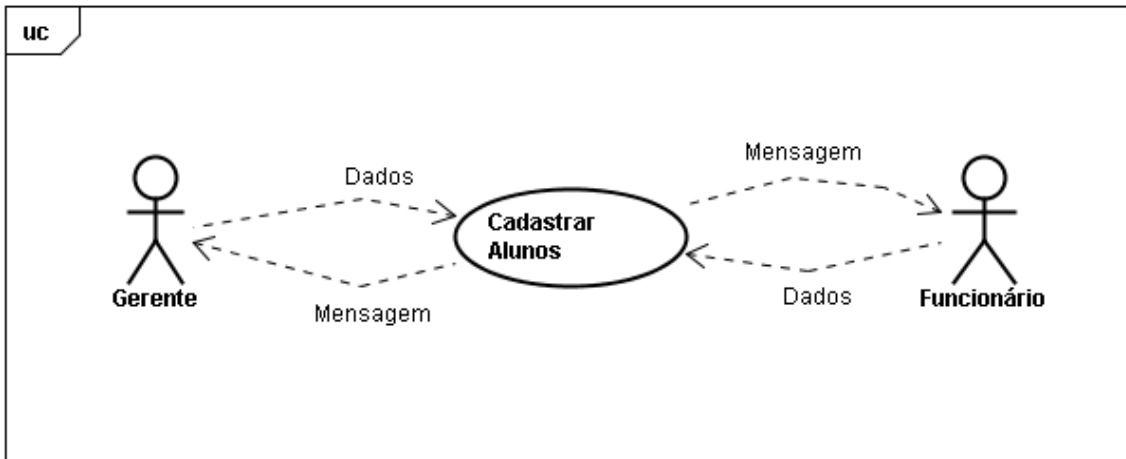 uc
Mensagem
Dados
Cadastrar
Alunos
Gerente
Mensagem
Dados
Funcionário